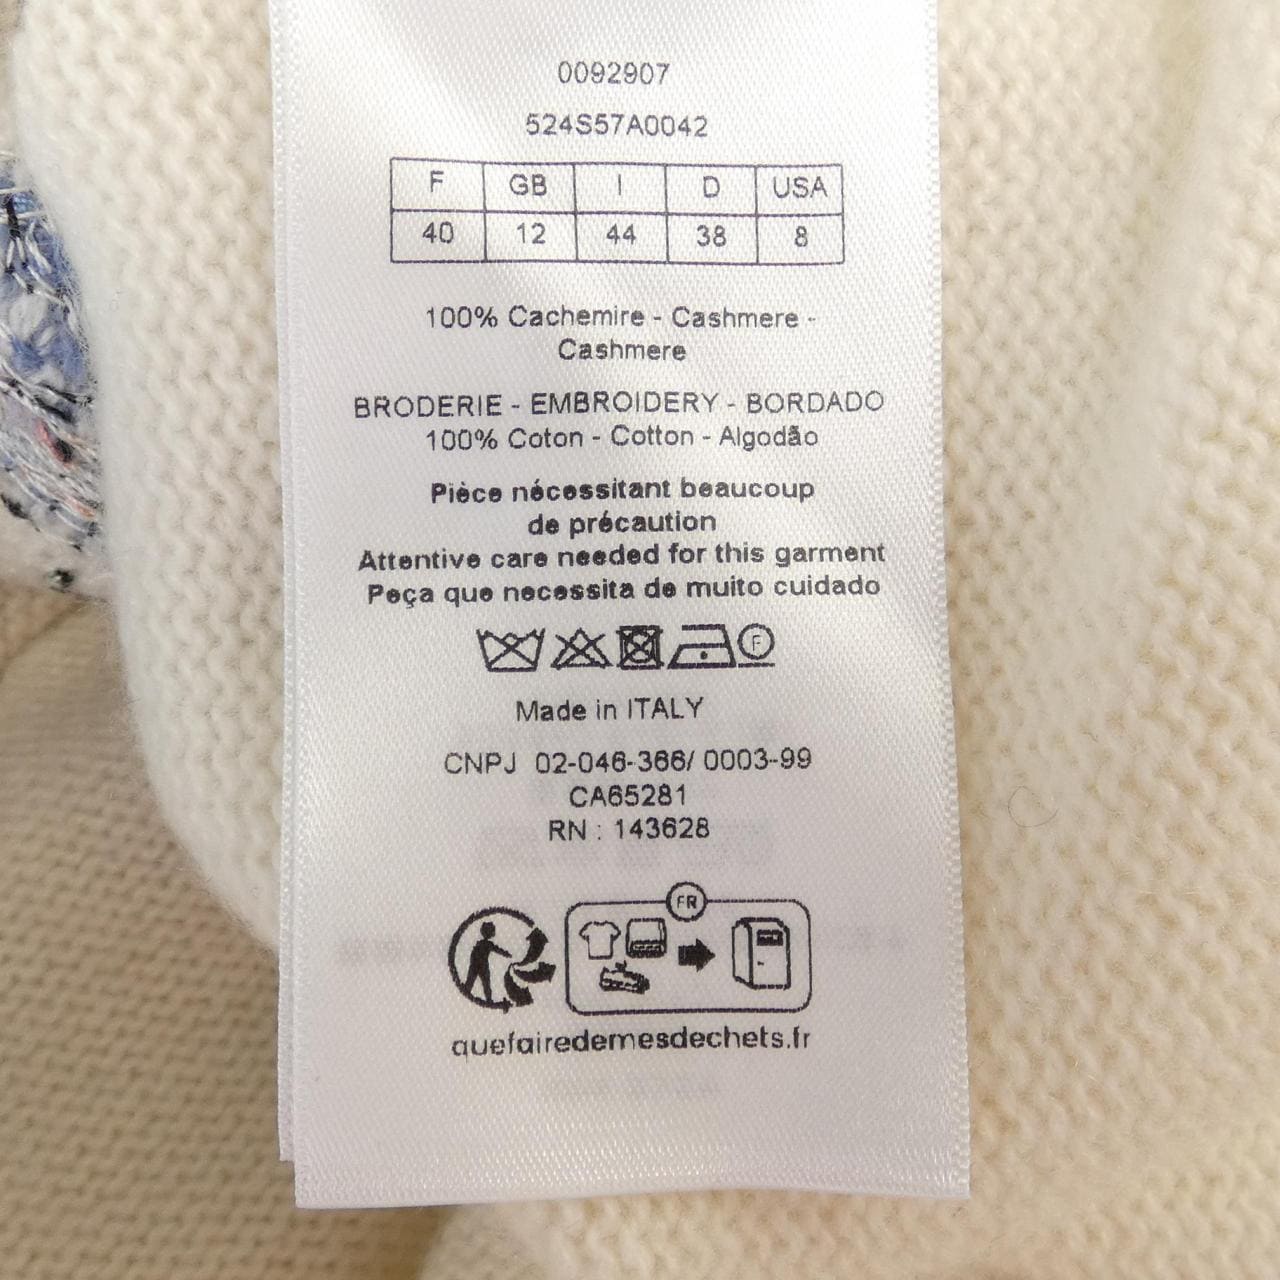 0092907
524S57A0042
F GB I D USA
40 12 44 38 8
100% Cachemire - Cashmere -
Cashmere
BRODERIE - EMBROIDERY - BORDADO
100% Coton - Cotton - Algodão
Pièce nécessitant beaucoup
de précaution
Attentive care needed for this garment
Peça que necessita de muito cuidado
F
Made in ITALY
CNPJ 02-046-366/ 0003-99
CA65281
RN : 143628
FR
quefairedemesdechets.fr